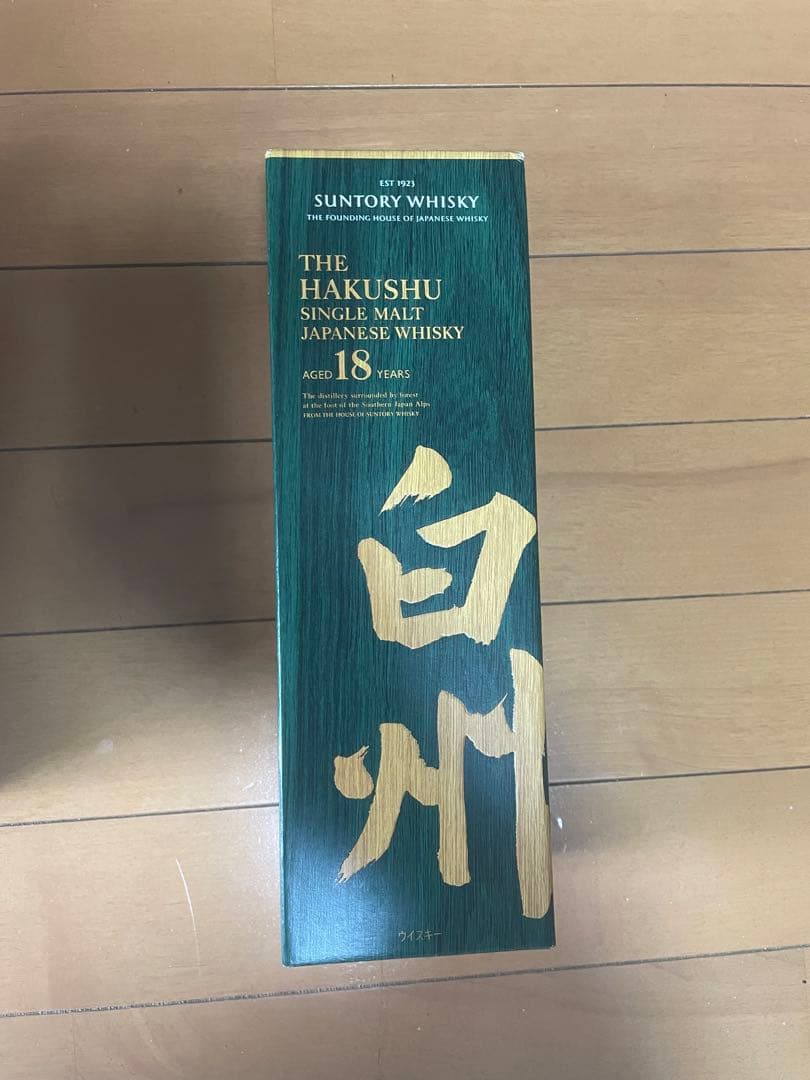 EST 1923
SUNTORY WHISKY
THE FOUNDING HOUSE OF JAPANESE WHISKY
THE
HAKUSHU
SINGLE MALT
JAPANESE WHISKY
AGED 18 YEARS
The distillery surrounded by forest
at the foot of the Southern Japan Alps
FROM THE HOUSE OF SUNTORY WHISKY
白州
ウイスキー